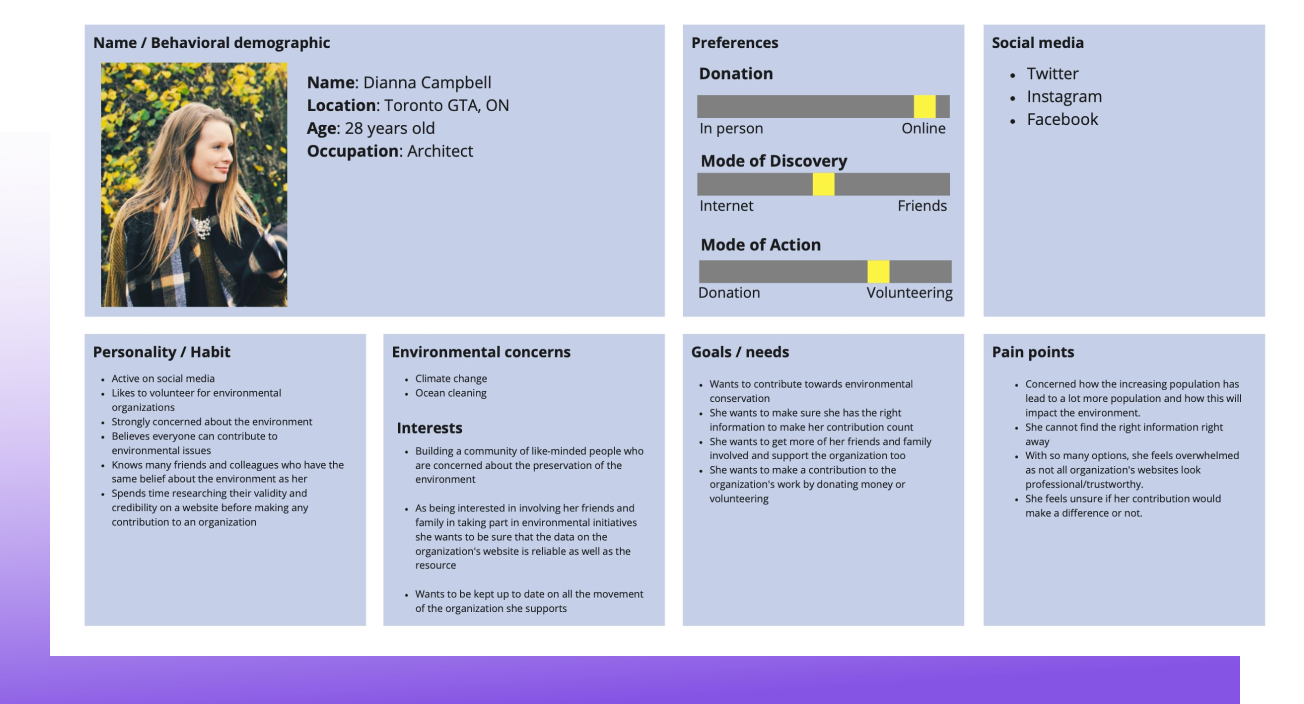 Name / Behavioral demographic
Name: Dianna Campbell
Location: Toronto GTA, ON
Age: 28 years old
Occupation: Architect
Preferences
Donation
In person
Online
Mode of Discovery
Internet
Friends
Mode of Action
Donation
Volunteering
Social media
• Twitter
• Instagram
• Facebook
Personality / Habit
• Active on social media
• Likes to volunteer for environmental
organizations
• Strongly concerned about the environment
• Believes everyone can contribute to
environmental issues
• Knows many friends and colleagues who have the
same belief about the environment as her
• Spends time researching their validity and
credibility on a website before making any
contribution to an organization
Environmental concerns
• Climate change
• Ocean cleaning
Interests
• Building a community of like-minded people who
are concerned about the preservation of the
environment
• As being interested in involving her friends and
family in taking part in environmental initiatives
she wants to be sure that the data on the
organization's website is reliable as well as the
resource
• Wants to be kept up to date on all the movement
of the organization she supports
Goals / needs
• Wants to contribute towards environmental
conservation
• She wants to make sure she has the right
information to make her contribution count
• She wants to get more of her friends and family
involved and support the organization too
• She wants to make a contribution to the
organization's work by donating money or
volunteering
Pain points
• Concerned how the increasing population has
lead to a lot more population and how this will
impact the environment.
• She cannot find the right information right
away
• With so many options, she feels overwhelmed
as not all organization's websites look
professional/trustworthy.
• She feels unsure if her contribution would
make a difference or not.